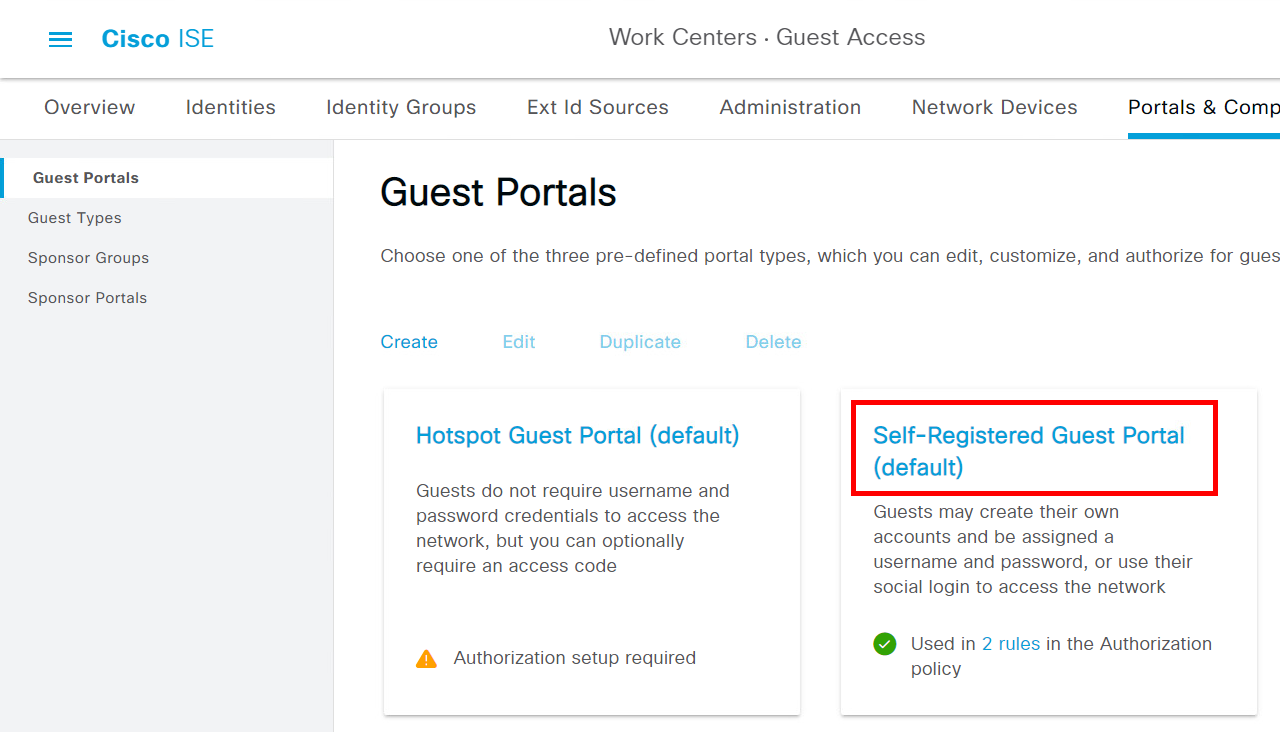 Cisco ISE
Work Centers · Guest Access
Overview
Identities
Identity Groups
Ext Id Sources
Administration
Network Devices
Portals & Comp
Guest Portals
Guest Types
Sponsor Groups
Sponsor Portals
Guest Portals
Choose one of the three pre-defined portal types, which you can edit, customize, and authorize for gues
Create
Edit
Duplicate
Delete
Hotspot Guest Portal (default)
Guests do not require username and
password credentials to access the
network, but you can optionally
require an access code
Authorization setup required
Self-Registered Guest Portal
(default)
Guests may create their own
accounts and be assigned a
username and password, or use their
social login to access the network
Used in 2 rules in the Authorization
policy